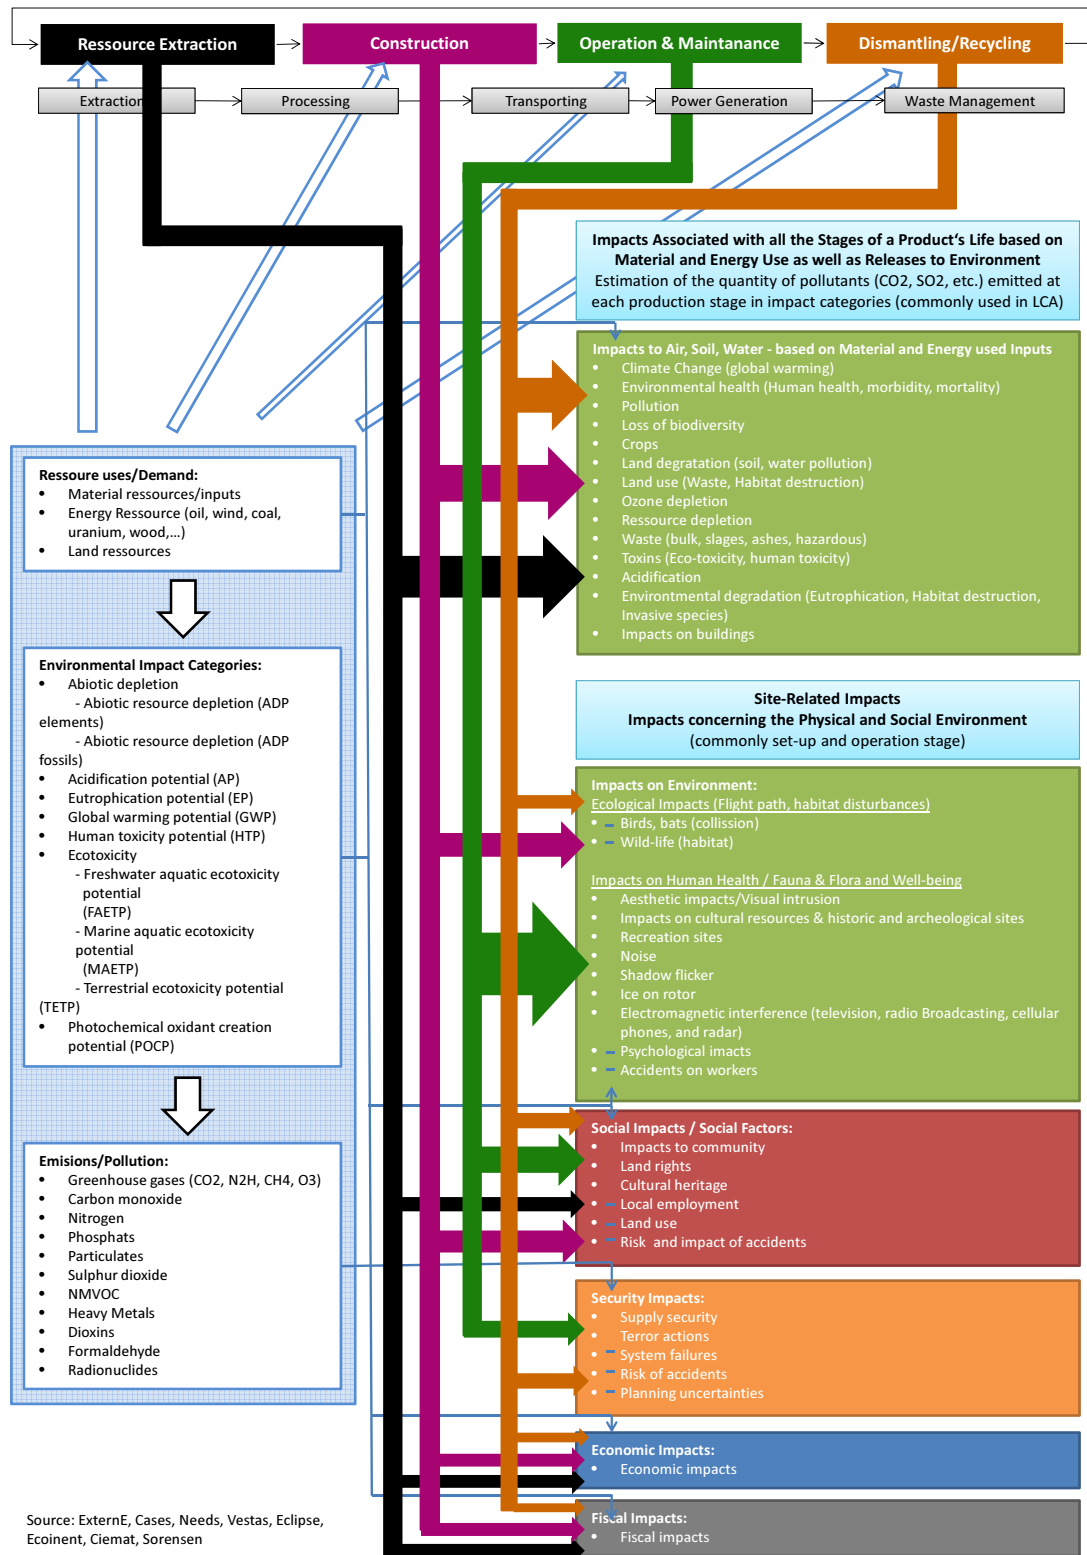 Ressource Extraction
Construction
Operation & Maintanance
Dismantling/Recycling
Extraction
Processing
Transporting
Power Generation
Waste Management
Impacts Associated with all the Stages of a Product's Life based on
Material and Energy Use as well as Releases to Environment
Estimation of the quantity of pollutants (CO2, SO2, etc.) emitted at
each production stage in impact categories (commonly used in LCA)
Impacts to Air, Soil, Water - based on Material and Energy used Inputs
• Climate Change (global warming)
• Environmental health (Human health, morbidity, mortality)
• Pollution
• Loss of biodiversity
• Crops
• Land degratation (soil, water pollution)
• Land use (Waste, Habitat destruction)
• Ozone depletion
• Ressource depletion
• Waste (bulk, slages, ashes, hazardous)
• Toxins (Eco-toxicity, human toxicity)
• Acidification
• Environtmental degradation (Eutrophication, Habitat destruction,
Invasive species)
• Impacts on buildings
Ressoure uses/Demand:
• Material ressources/inputs
• Energy Ressource (oil, wind, coal,
uranium, wood,...)
• Land ressources
Environmental Impact Categories:
• Abiotic depletion
- Abiotic resource depletion (ADP
elements)
- Abiotic resource depletion (ADP
fossils)
• Acidification potential (AP)
• Eutrophication potential (EP)
• Global warming potential (GWP)
• Human toxicity potential (HTP)
• Ecotoxicity
- Freshwater aquatic ecotoxicity
potential
(FAETP)
- Marine aquatic ecotoxicity
potential
(MAETP)
- Terrestrial ecotoxicity potential
(TETP)
• Photochemical oxidant creation
potential (POCP)
Emissions/Pollution:
• Greenhouse gases (CO2, N2H, CH4, O3)
• Carbon monoxide
• Nitrogen
• Phosphats
• Particulates
• Sulphur dioxide
• NMVOC
• Heavy Metals
• Dioxins
• Formaldehyde
• Radionuclides
Site-Related Impacts
Impacts concerning the Physical and Social Environment
(commonly set-up and operation stage)
Impacts on Environment:
Ecological Impacts (Flight path, habitat disturbances)
• Birds, bats (collission)
• Wild-life (habitat)
Impacts on Human Health / Fauna & Flora and Well-being
• Aesthetic impacts/Visual intrusion
• Impacts on cultural resources & historic and archeological sites
• Recreation sites
• Noise
• Shadow flicker
• Ice on rotor
• Electromagnetic interference (television, radio Broadcasting, cellular
phones, and radar)
• Psychological imacts
• Accidents on workers
Social Impacts / Social Factors:
• Impacts to community
• Land rights
• Cultural heritage
• Local employment
• Land use
• Risk and impact of accidents
Security Impacts:
• Supply security
• Terror actions
• System failures
• Risk of accidents
• Planning uncertainties
Economic Impacts:
• Economic impacts
Fiscal Impacts:
• Fiscal impacts
Source: ExternE, Cases, Needs, Vestas, Eclipse,
Ecoinent, Ciemat, Sorensen